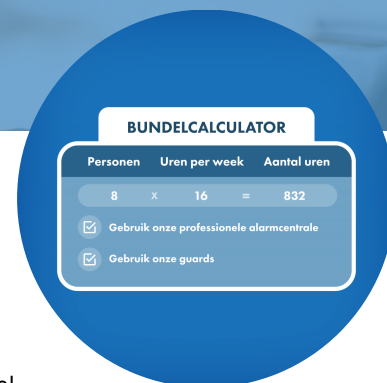 BUNDELCALCULATOR
Personen Uren per week Aantal uren
8 x 16 = 832
Gebruik onze professionele alarmcentrale
Gebruik onze guards